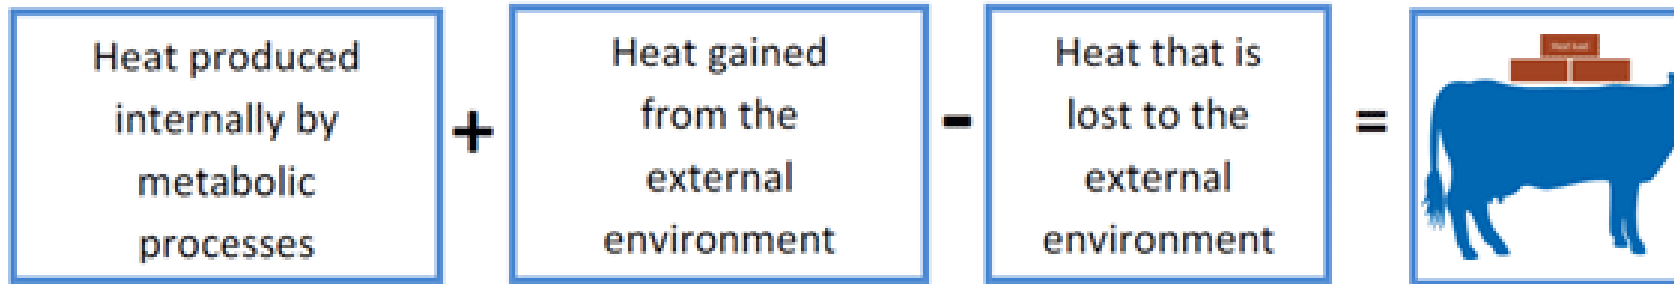 Heat produced
internally by
metabolic
processes
+
Heat gained
from the
external
environment
-
Heat that is
lost to the
external
environment
=